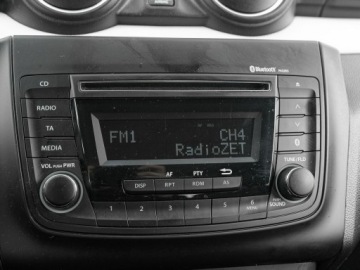 Bluetooth
CD
RADIO
TA
MEDIA
VOL PUSH PWR
FM1 CH4
RadioZET
AF PTY
DISP RPT RDM AS
TUNE/FLD
SOUND
1 2 3 4 5 6